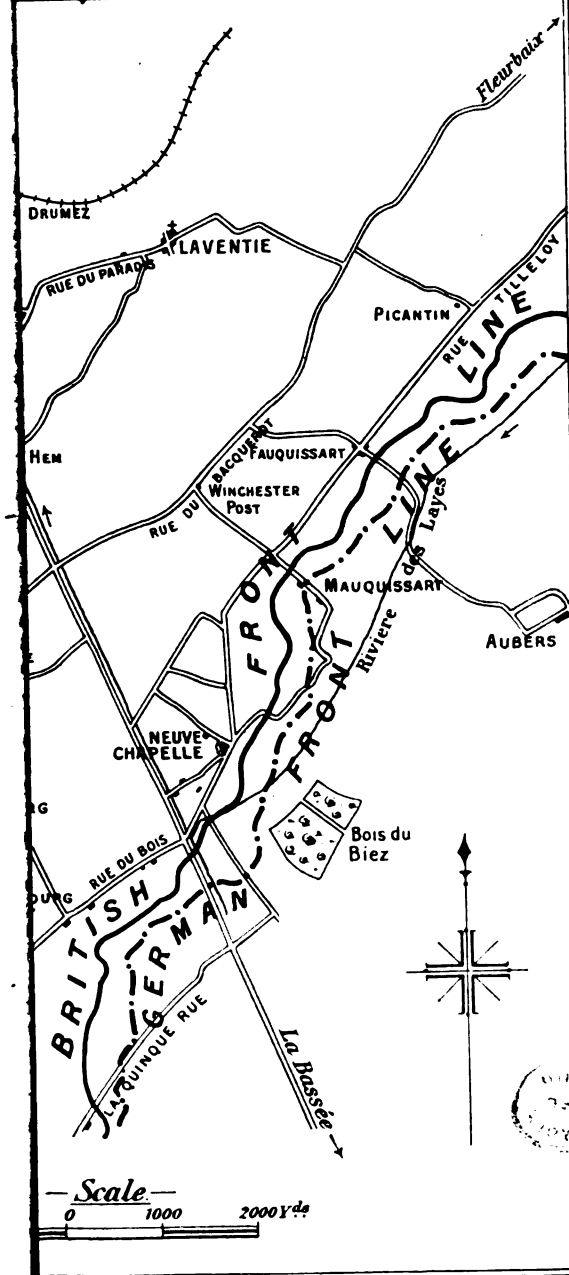 Fleurbaix
DRUMEZ
LAVENTIE
RUE DU PARADIS
PICANTIN
RUE TILLELOY
HEM
RUE DU BACQUEROT
FAUQUISSART
WINCHESTER
POST
MAUQUISSART
Riviere des Layes
AUBERS
NEUVE
CHAPELLE
Bois du
Biez
RUE DU BOIS
BRITISH FRONT LINE
GERMAN FRONT LINE
LA QUINQUE RUE
La Bassée
Scale
0 1000 2000 Yds